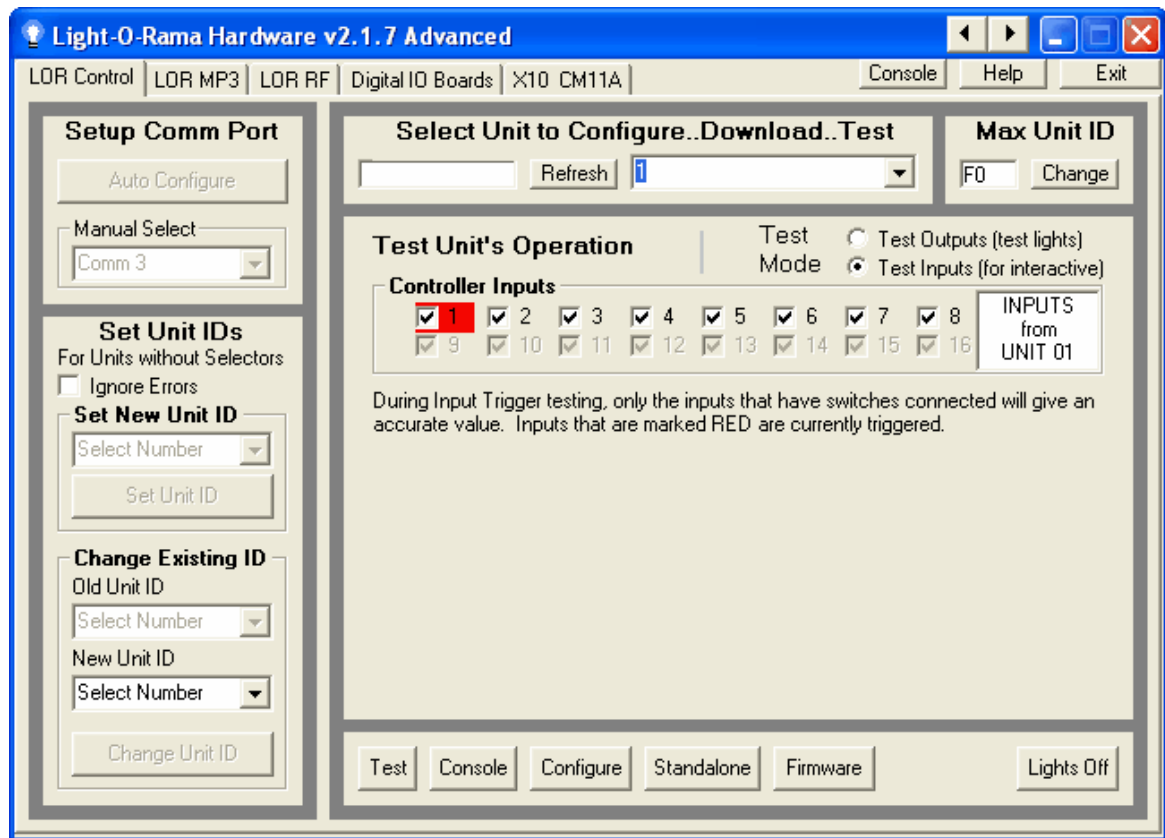 Light-O-Rama Hardware v2.1.7 Advanced
LOR Control LOR MP3 LOR RF Digital IO Boards X10 CM11A Console Help Exit
Setup Comm Port
Auto Configure
Manual Select
Comm 3
Set Unit IDs
For Units without Selectors
Ignore Errors
Set New Unit ID
Select Number
Set Unit ID
Change Existing ID
Old Unit ID
Select Number
New Unit ID
Select Number
Change Unit ID
Select Unit to Configure..Download..Test
Refresh 1
Max Unit ID
F0 Change
Test Unit's Operation
Test Mode
Test Outputs (test lights)
Test Inputs (for interactive)
Controller Inputs
1 2 3 4 5 6 7 8
9 10 11 12 13 14 15 16
INPUTS
from
UNIT 01
During Input Trigger testing, only the inputs that have switches connected will give an
accurate value. Inputs that are marked RED are currently triggered.
Test Console Configure Standalone Firmware Lights Off